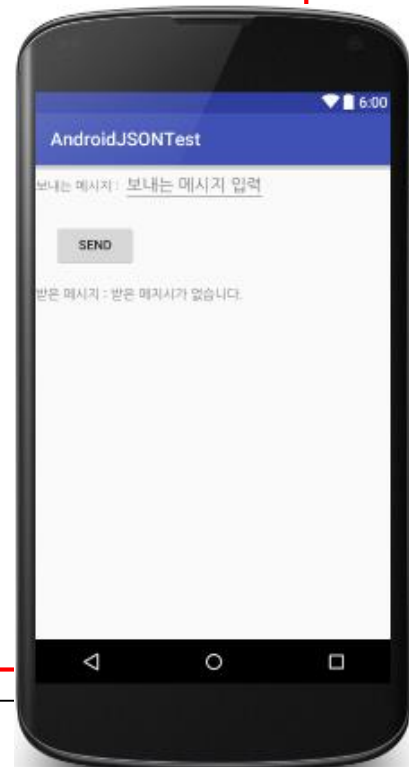 6:00
AndroidJSONTest
보내는 메시지 : 보내는 메시지 입력
SEND
받은 메시지 : 받은 메지시가 없습니다.